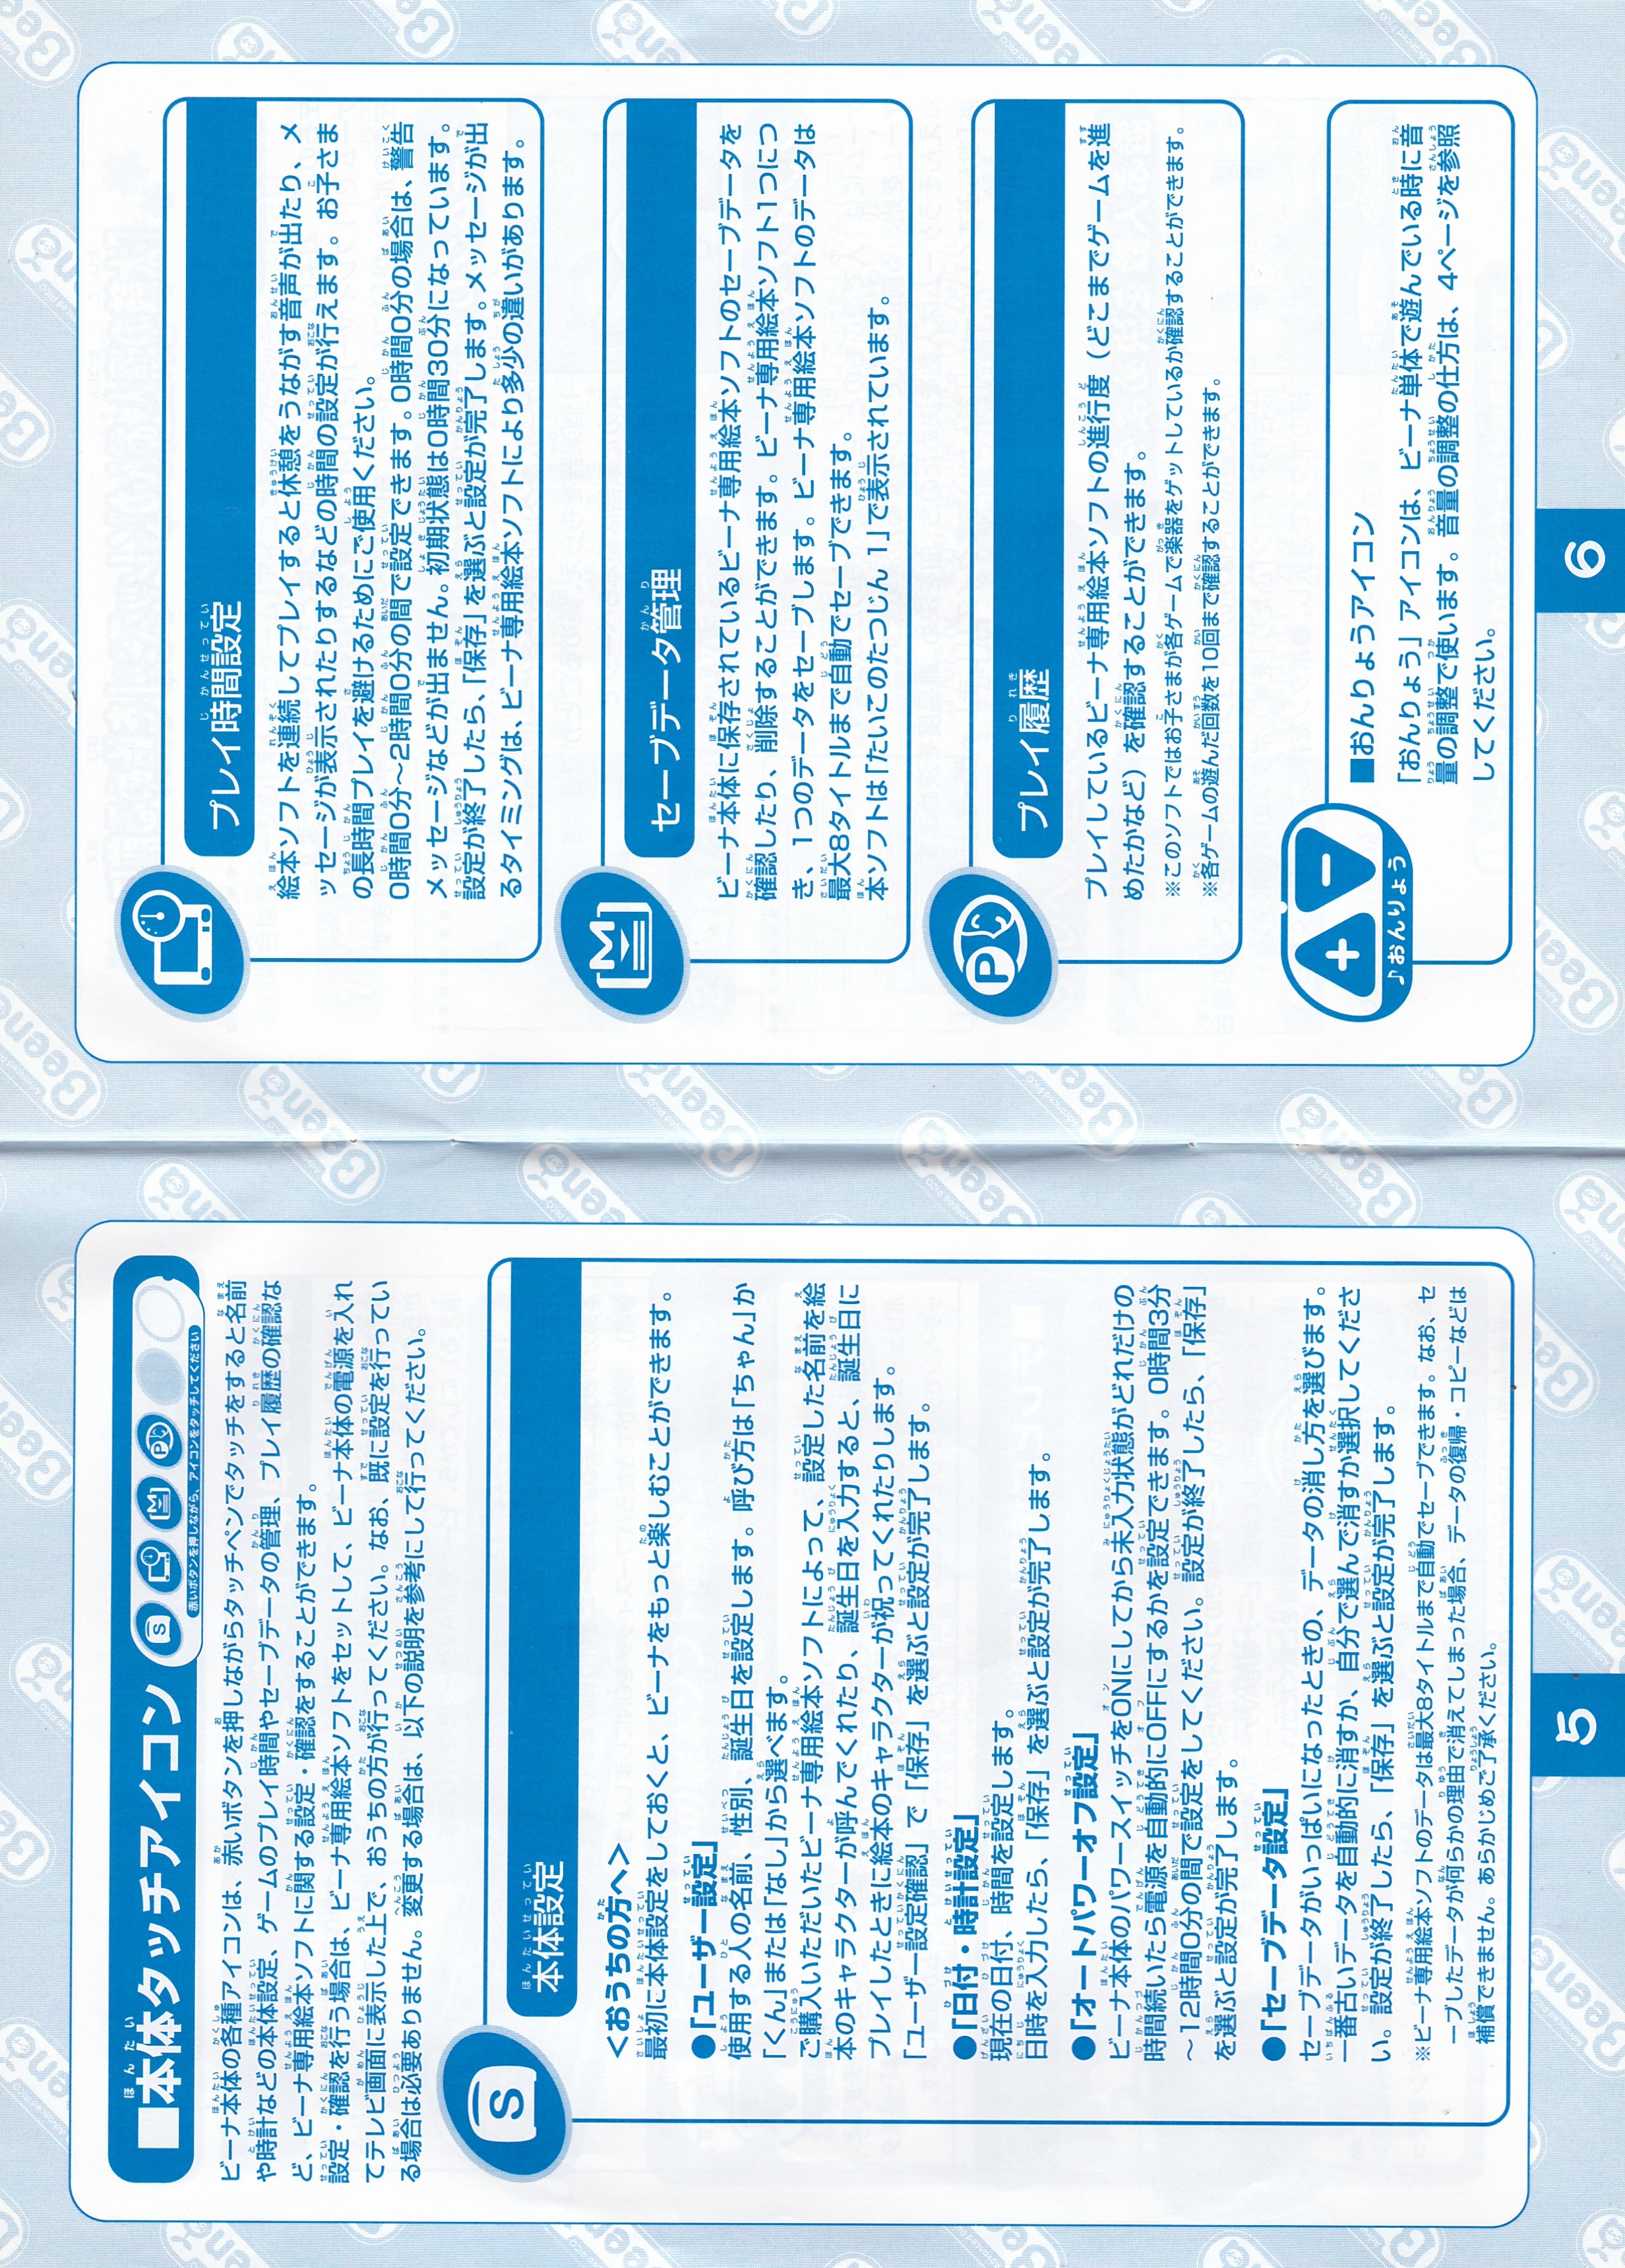 ■本体タッチアイコン
赤いボタンを押しながら、アイコンをタッチしてください
ビーナ本体の各種アイコンは、赤いボタンを押しながらタッチペンでタッチをすると名前
や時計などの本体設定、ゲームのプレイ時間やセーブデータの管理、プレイ履歴の確認な
ど、ビーナ専用絵本ソフトに関する設定・確認をすることができます。
設定・確認を行う場合は、ビーナ専用絵本ソフトをセットして、ビーナ本体の電源を入れ
てテレビ画面に表示した上で、おうちの方が行ってください。なお、既に設定を行ってい
る場合は必要ありません。変更する場合は、以下の説明を参考にして行ってください。
S
本体設定
＜おうちの方へ＞
最初に本体設定をしておくと、ビーナをもっと楽しむことができます。
●「ユーザー設定」
使用する人の名前、性別、誕生日を設定します。呼び方は「ちゃん」か
「くん」または「なし」から選べます。
ご購入いただいたビーナ専用絵本ソフトによって、設定した名前を絵
本のキャラクターが呼んでくれたり、誕生日を入力すると、誕生日に
プレイしたときに絵本のキャラクターが祝ってくれたりします。
「ユーザー設定確認」で「保存」を選ぶと設定が完了します。
●「日付・時計設定」
現在の日付、時間を設定します。
日時を入力したら、「保存」を選ぶと設定が完了します。
●「オートパワーオフ設定」
ビーナ本体のパワースイッチをONにしてから未入力状態がどれだけの
時間続いたら電源を自動的にOFFにするかを設定できます。0時間3分
～12時間0分の間で設定をしてください。設定が終了したら、「保存」
を選ぶと設定が完了します。
●「セーブデータ設定」
セーブデータがいっぱいになったときの、データの消し方を選びます。
一番古いデータを自動的に消すか、自分で選んで消すか選択してくださ
い。設定が終了したら、「保存」を選ぶと設定が完了します。
※ビーナ専用絵本ソフトのデータは最大8タイトルまで自動でセーブできます。なお、セ
ーブしたデータが何らかの理由で消えてしまった場合、データの復帰・コピーなどは
補償できません。あらかじめご了承ください。
5
プレイ時間設定
絵本ソフトを連続してプレイすると休憩をうながす音声が出たり、メ
ッセージが表示されたりするなどの時間の設定が行えます。お子さま
の長時間プレイを避けるためにご使用ください。
0時間0分～2時間0分の間で設定できます。0時間0分の場合は、警告
メッセージなどが出ません。初期状態は0時間30分になっています。
設定が終了したら、「保存」を選ぶと設定が完了します。メッセージが出
るタイミングは、ビーナ専用絵本ソフトにより多少の違いがあります。
M
セーブデータ管理
ビーナ本体に保存されているビーナ専用絵本ソフトのセーブデータを
確認したり、削除することができます。ビーナ専用絵本ソフト1つにつ
き、1つのデータをセーブします。ビーナ専用絵本ソフトのデータは
最大8タイトルまで自動でセーブできます。
本ソフトは「たいこのたつじん 1」で表示されています。
P
プレイ履歴
プレイしているビーナ専用絵本ソフトの進行度（どこまでゲームを進
めたかなど）を確認することができます。
※このソフトではお子さまが各ゲームで楽器をゲットしているか確認することができます。
※各ゲームの遊んだ回数を10回まで確認することができます。
+ −
♪おんりょう
■おんりょうアイコン
「おんりょう」アイコンは、ビーナ単体で遊んでいる時に音
量の調整で使います。音量の調整の仕方は、4ページを参照
してください。
6